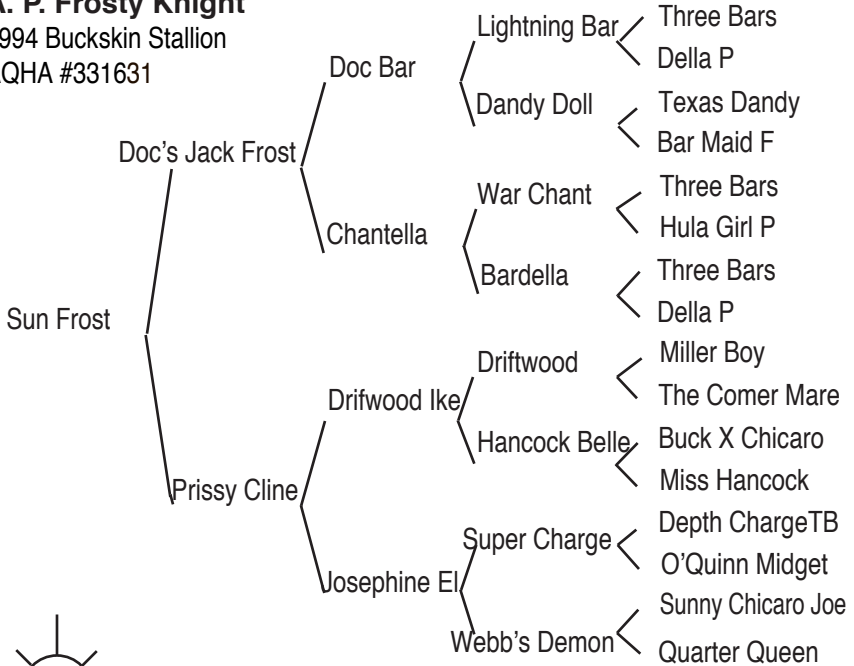 A. P. Frosty Knight
1994 Buckskin Stallion
AQHA #331631
Lightning Bar
Three Bars
Della P
Doc Bar
Dandy Doll
Texas Dandy
Bar Maid F
Doc's Jack Frost
War Chant
Three Bars
Hula Girl P
Chantella
Bardella
Three Bars
Della P
Sun Frost
Driftwood
Miller Boy
The Comer Mare
Drifwood Ike
Hancock Belle
Buck X Chicaro
Miss Hancock
Prissy Cline
Super Charge
Depth ChargeTB
O'Quinn Midget
Josephine El
Webb's Demon
Sunny Chicaro Joe
Quarter Queen